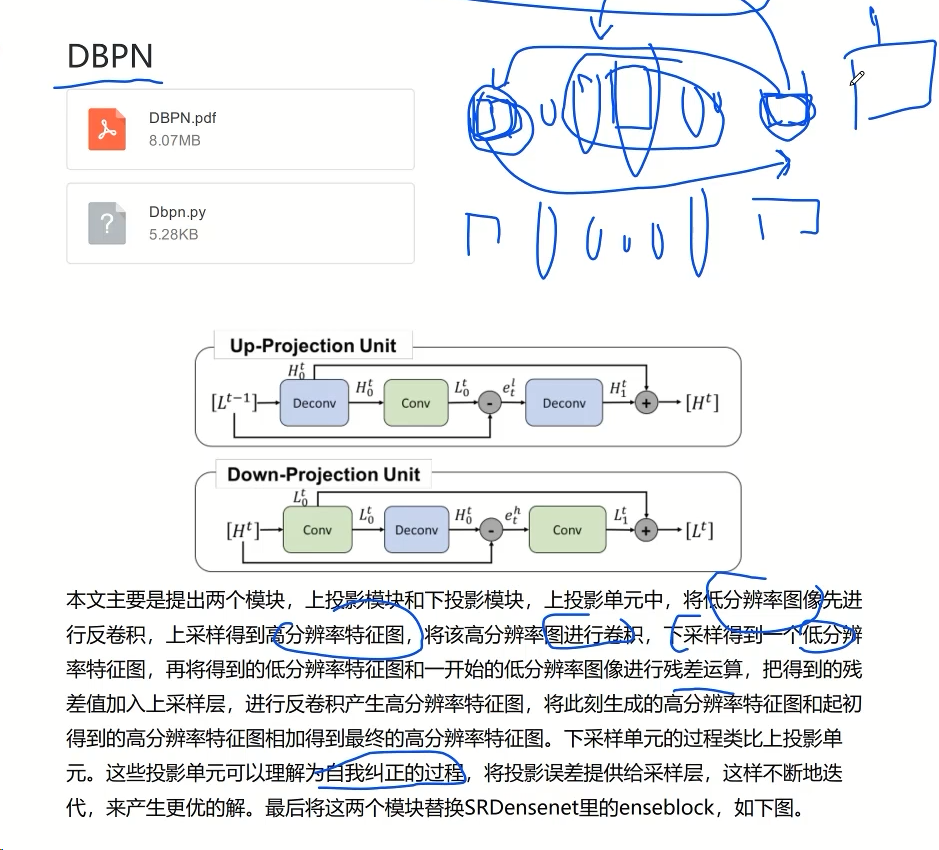 DBPN
DBPN.pdf
8.07MB
?
Dbpn.py
5.28KB
Up-Projection Unit
[L^{t-1}] H_0^t Deconv H_0^t Conv L_0^t - e_t^l Deconv H_1^t + [H^t]
Down-Projection Unit
[H^t] L_0^t Conv L_0^t Deconv H_0^t - e_t^h Conv L_1^t + [L^t]
本文主要是提出两个模块，上投影模块和下投影模块，上投影单元中，将低分辨率图像先进
行反卷积，上采样得到高分辨率特征图，将该高分辨率图进行卷积，下采样得到一个低分辨
率特征图，再将得到的低分辨率特征图和一开始的低分辨率图像进行残差运算，把得到的残
差值加入上采样层，进行反卷积产生高分辨率特征图，将此刻生成的高分辨率特征图和起初
得到的高分辨率特征图相加得到最终的高分辨率特征图。下采样单元的过程类比上投影单
元。这些投影单元可以理解为自我纠正的过程，将投影误差提供给采样层，这样不断地迭
代，来产生更优的解。最后将这两个模块替换SRDensenet里的enseblock，如下图。